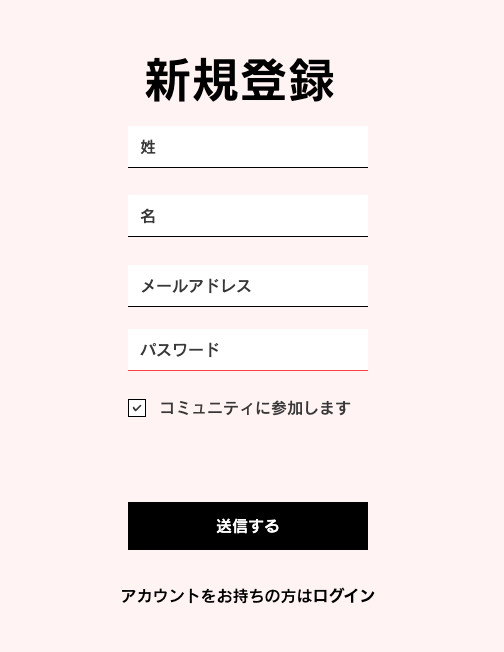 新規登録
姓
名
メールアドレス
パスワード
コミュニティに参加します
送信する
アカウントをお持ちの方はログイン